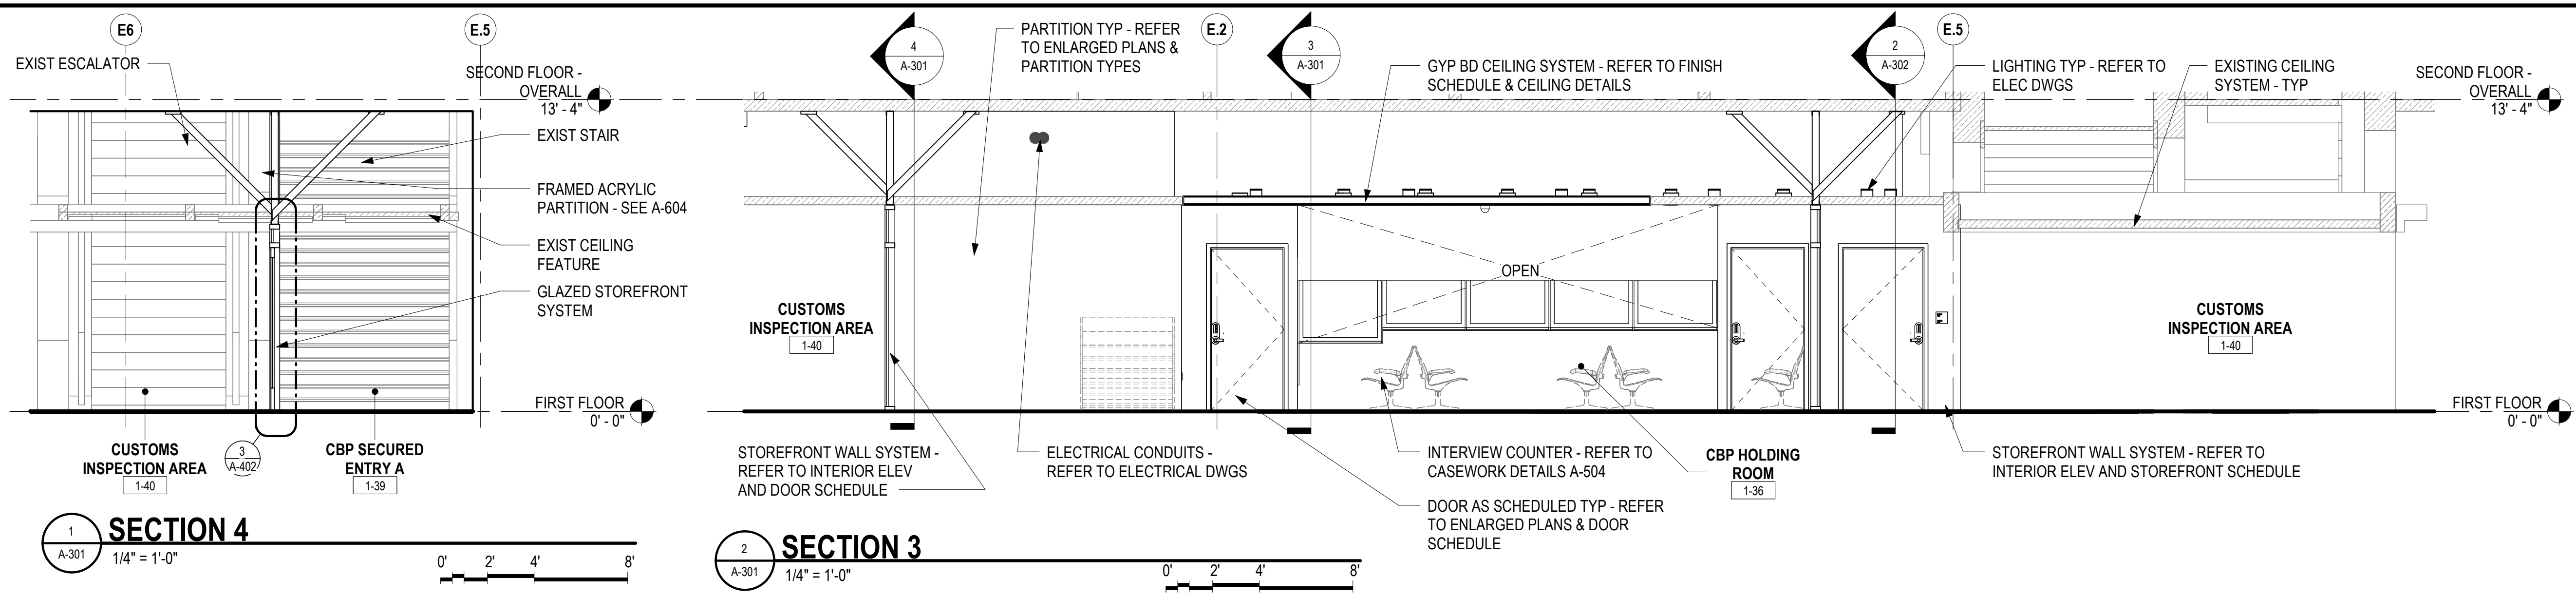 E6
E.5
EXIST ESCALATOR
SECOND FLOOR -
OVERALL
13' - 4"
EXIST STAIR
FRAMED ACRYLIC
PARTITION - SEE A-604
EXIST CEILING
FEATURE
GLAZED STOREFRONT
SYSTEM
FIRST FLOOR
0' - 0"
CUSTOMS
INSPECTION AREA
1-40
3
A-402
CBP SECURED
ENTRY A
1-39
1
A-301
SECTION 4
1/4" = 1'-0"
0' 2' 4' 8'
4
A-301
PARTITION TYP - REFER
TO ENLARGED PLANS &
PARTITION TYPES
E.2
3
A-301
GYP BD CEILING SYSTEM - REFER TO FINISH
SCHEDULE & CEILING DETAILS
2
A-302
E.5
LIGHTING TYP - REFER TO
ELEC DWGS
EXISTING CEILING
SYSTEM - TYP
SECOND FLOOR -
OVERALL
13' - 4"
OPEN
CUSTOMS
INSPECTION AREA
1-40
CUSTOMS
INSPECTION AREA
1-40
FIRST FLOOR
0' - 0"
STOREFRONT WALL SYSTEM -
REFER TO INTERIOR ELEV
AND DOOR SCHEDULE
ELECTRICAL CONDUITS -
REFER TO ELECTRICAL DWGS
INTERVIEW COUNTER - REFER TO
CASEWORK DETAILS A-504
DOOR AS SCHEDULED TYP - REFER
TO ENLARGED PLANS & DOOR
SCHEDULE
CBP HOLDING
ROOM
1-36
STOREFRONT WALL SYSTEM - REFER TO
INTERIOR ELEV AND STOREFRONT SCHEDULE
2
A-301
SECTION 3
1/4" = 1'-0"
0' 2' 4' 8'